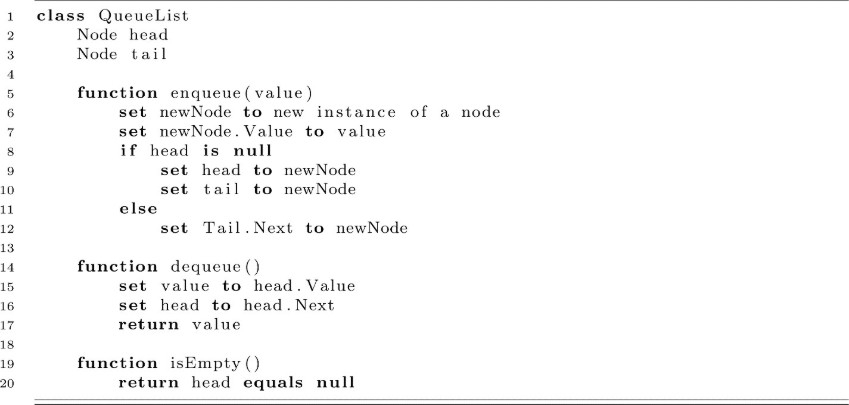 1 class QueueList
2 Node head
3 Node tail
4
5 function enqueue(value)
6 set newNode to new instance of a node
7 set newNode.Value to value
8 if head is null
9 set head to newNode
10 set tail to newNode
11 else
12 set Tail.Next to newNode
13
14 function dequeue()
15 set value to head.Value
16 set head to head.Next
17 return value
18
19 function isEmpty()
20 return head equals null